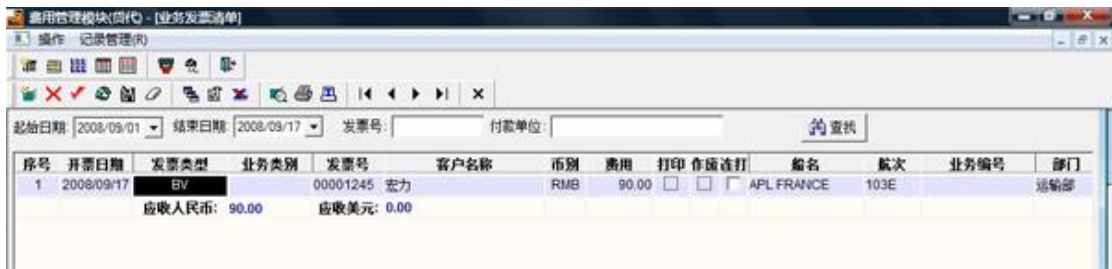 费用管理模块(货代) - [业务发票清单]
操作 记录管理(R)
起始日期: 2008/09/01 结束日期: 2008/09/17 发票号: 付款单位: 查找
序号 开票日期 发票类型 业务类别 发票号 客户名称 币别 费用 打印 作废 连打 船名 航次 业务编号 部门
1 2008/09/17 BV 00001245 宏力 RMB 90.00 APL FRANCE 103E 运输部
应收人民币: 90.00 应收美元: 0.00